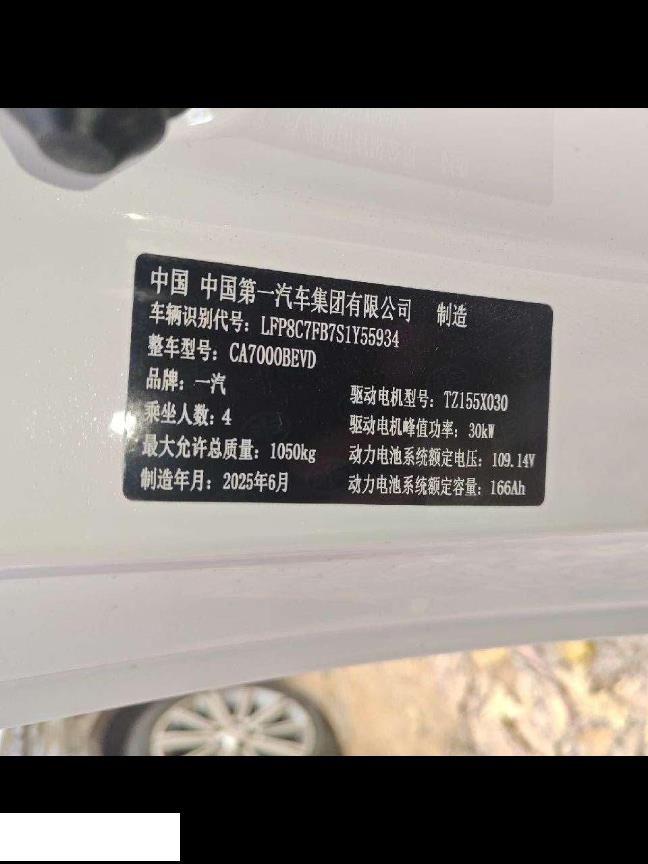 中国 中国第一汽车集团有限公司 制造
车辆识别代号：LFP8C7FB7S1Y55934
整车型号：CA7000BEVD
品牌：一汽
驱动电机型号：TZ155X030
乘坐人数：4
驱动电机峰值功率：30kW
最大允许总质量：1050kg
动力电池系统额定电压：109.14V
制造年月：2025年6月
动力电池系统额定容量：166Ah